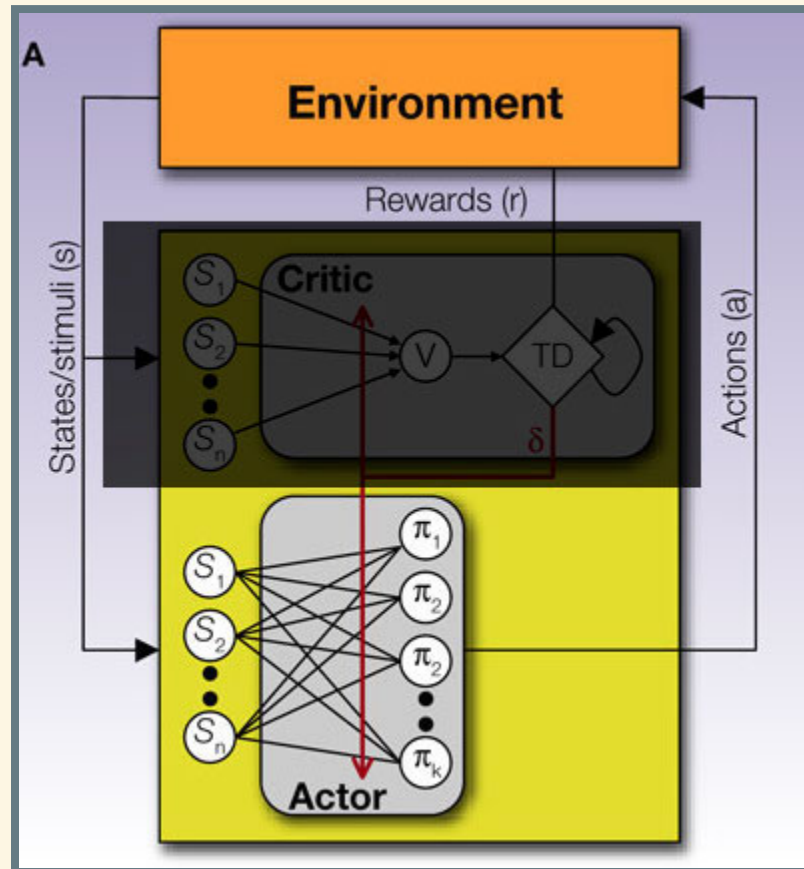 A
Environment
Rewards (r)
States/stimuli (s)
Actions (a)
Critic
S₁
S₂
Sₙ
V
TD
δ
S₁
S₂
Sₙ
π₁
π₂
π₂
πₖ
Actor